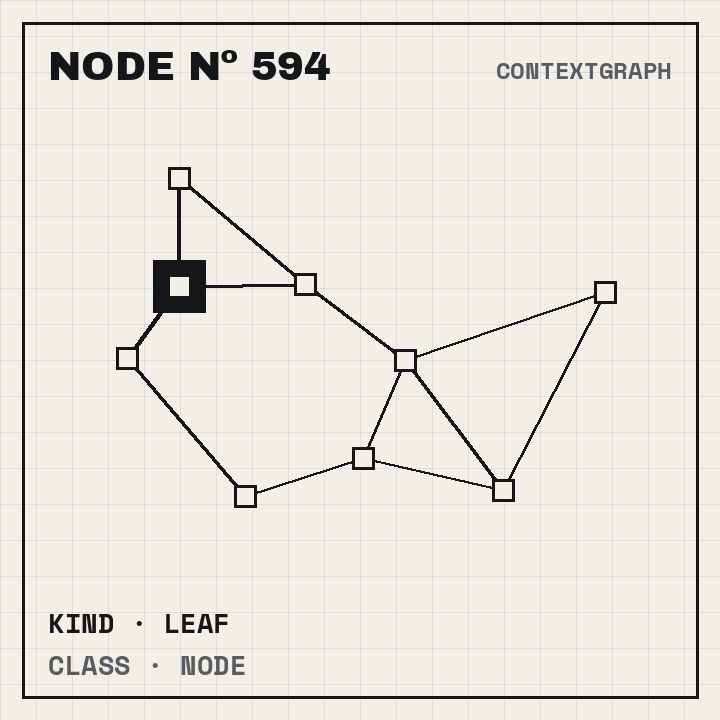 NODE Nº 594
CONTEXTGRAPH
KIND · LEAF
CLASS · NODE